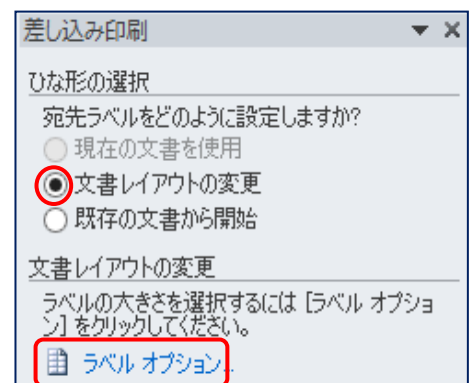 差し込み印刷
ひな形の選択
宛先ラベルをどのように設定しますか?
現在の文書を使用
文書レイアウトの変更
既存の文書から開始
文書レイアウトの変更
ラベルの大きさを選択するには [ラベル オプショ
ン] をクリックしてください。
ラベル オプション...